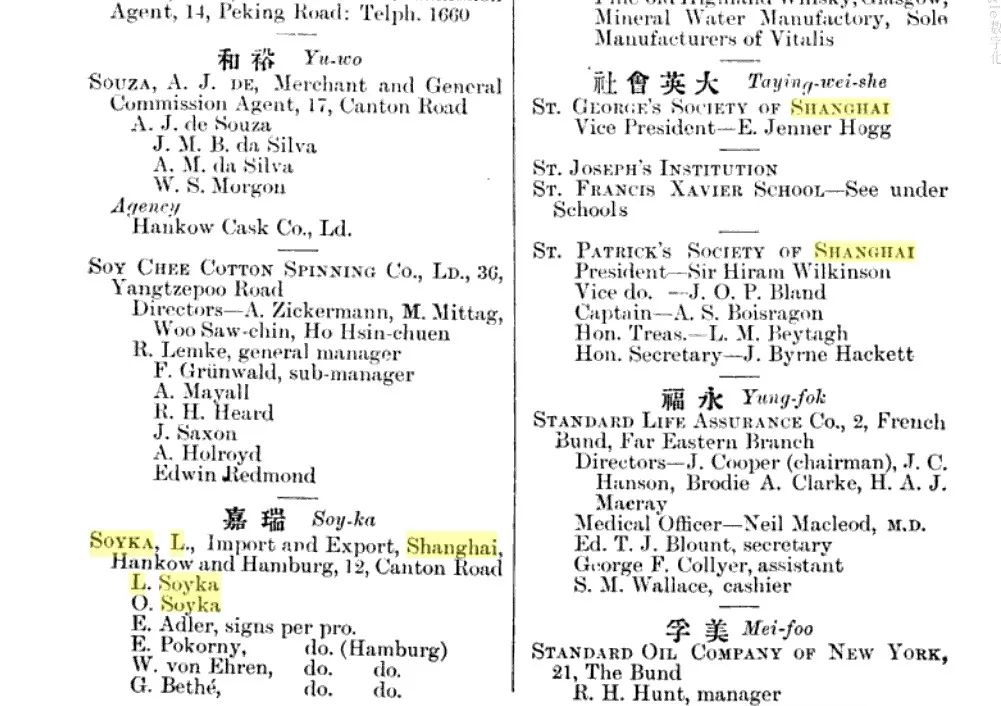 Agent, 14, Peking Road: Telph. 1660
和裕 Yu-wo
SOUZA, A. J. DE, Merchant and General
Commission Agent, 17, Canton Road
A. J. de Souza
J. M. B. da Silva
A. M. da Silva
W. S. Morgon
Agency
Hankow Cask Co., Ld.
SOY CHEE COTTON SPINNING CO., LD., 36,
Yangtzepoo Road
Directors—A. Zickermann, M. Mittag,
Woo Saw-chin, Ho Hsin-chuen
R. Lemke, general manager
F. Grünwald, sub-manager
A. Mayall
R. H. Heard
J. Saxon
A. Holroyd
Edwin Redmond
嘉瑞 Soy-ka
SOYKA, L., Import and Export, Shanghai,
Hankow and Hamburg, 12, Canton Road
L. Soyka
O. Soyka
E. Adler, signs per pro.
E. Pokorny, do. (Hamburg)
W. von Ehren, do. do.
G. Bethé, do. do.
Highland Whisky, Glasgow,
Mineral Water Manufactory, Sole
Manufacturers of Vitalis
社會英大 Taying-wei-she
ST. GEORGE'S SOCIETY OF SHANGHAI
Vice President—E. Jenner Hogg
ST. JOSEPH'S INSTITUTION
ST. FRANCIS XAVIER SCHOOL—See under
Schools
ST. PATRICK'S SOCIETY OF SHANGHAI
President—Sir Hiram Wilkinson
Vice do. —J. O. P. Bland
Captain—A. S. Boisragon
Hon. Treas.—L. M. Beytagh
Hon. Secretary—J. Byrne Hackett
福永 Yung-fok
STANDARD LIFE ASSURANCE CO., 2, French
Bund, Far Eastern Branch
Directors—J. Cooper (chairman), J. C.
Hanson, Brodie A. Clarke, H. A. J.
Macray
Medical Officer—Neil Macleod, M.D.
Ed. T. J. Blount, secretary
George F. Collyer, assistant
S. M. Wallace, cashier
孚美 Mei-foo
STANDARD OIL COMPANY OF NEW YORK,
21, The Bund
R. H. Hunt, manager